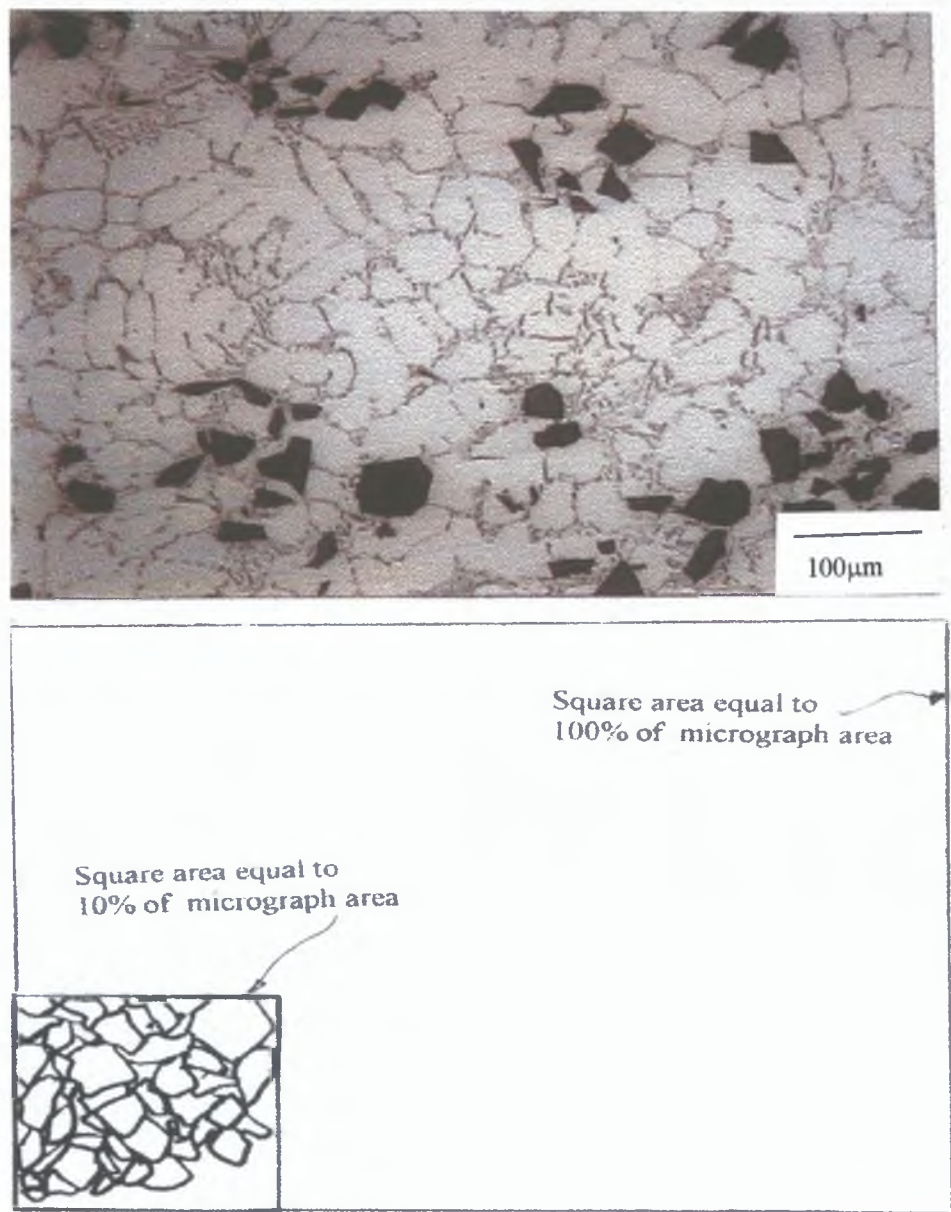 100μm
Square area equal to
100% of micrograph area
Square area equal to
10% of micrograph area